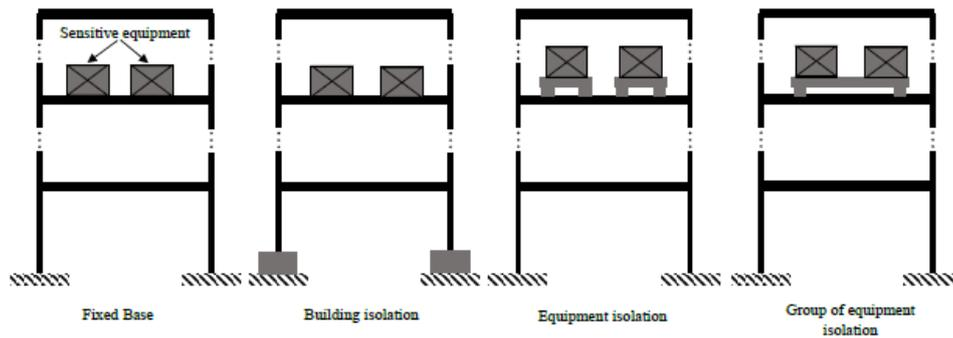 Sensitive equipment
Fixed Base
Building isolation
Equipment isolation
Group of equipment
isolation